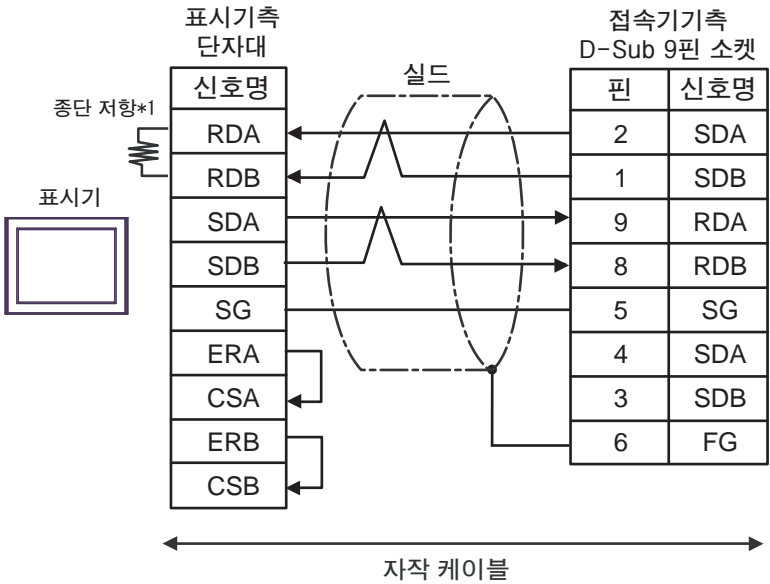 표시기측
단자대
접속기기측
D-Sub 9핀 소켓
신호명
실드
핀 신호명
종단 저항*1
RDA 2 SDA
RDB 1 SDB
표시기
SDA 9 RDA
SDB 8 RDB
SG 5 SG
ERA 4 SDA
CSA 3 SDB
ERB 6 FG
CSB
자작 케이블